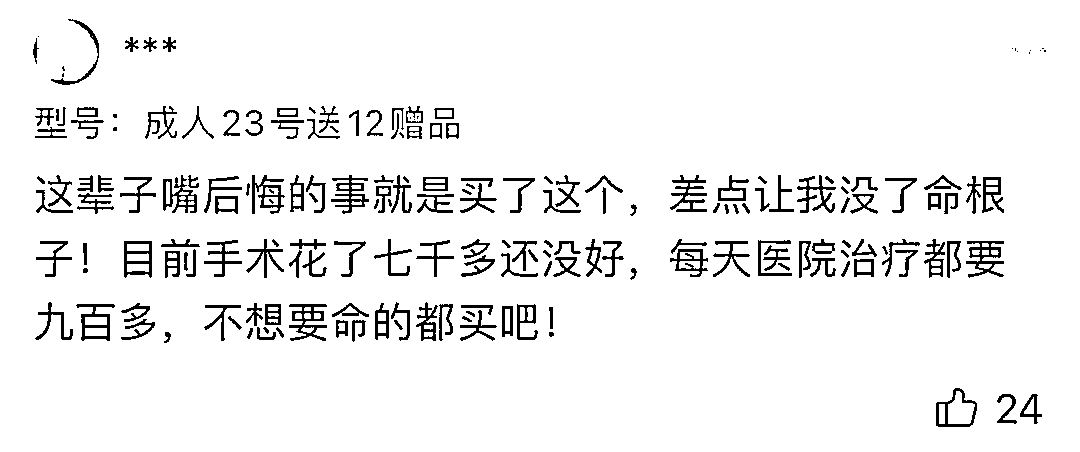 ***
型号：成人23号送12赠品
这辈子嘴后悔的事就是买了这个，差点让我没了命根
子！目前手术花了七千多还没好，每天医院治疗都要
九百多，不想要命的都买吧！
24